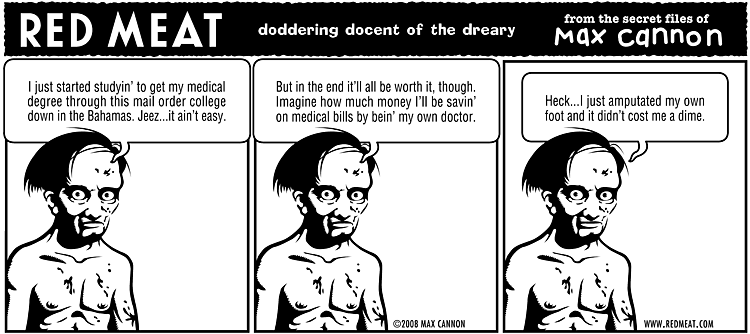 RED MEAT
doddering docent of the dreary
from the secret files of
Max cannon
I just started studyin' to get my medical
degree through this mail order college
down in the Bahamas. Jeez...it ain't easy.
But in the end it'll all be worth it, though.
Imagine how much money I'll be savin'
on medical bills by bein' my own doctor.
©2008 MAX CANNON
Heck...I just amputated my own
foot and it didn't cost me a dime.
WWW.REDMEAT.COM